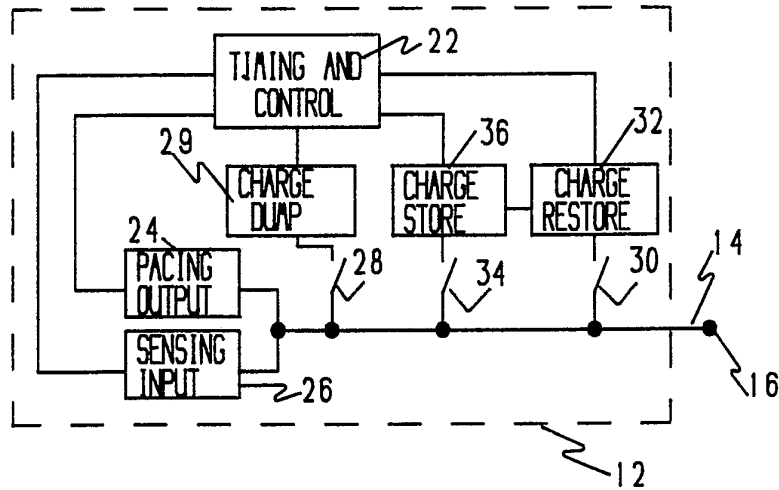 22
TIMING AND
CONTROL
29
36
32
CHARGE
DUMP
CHARGE
STORE
CHARGE
RESTORE
24
PACING
OUTPUT
28
34
30
14
SENSING
INPUT
26
16
12